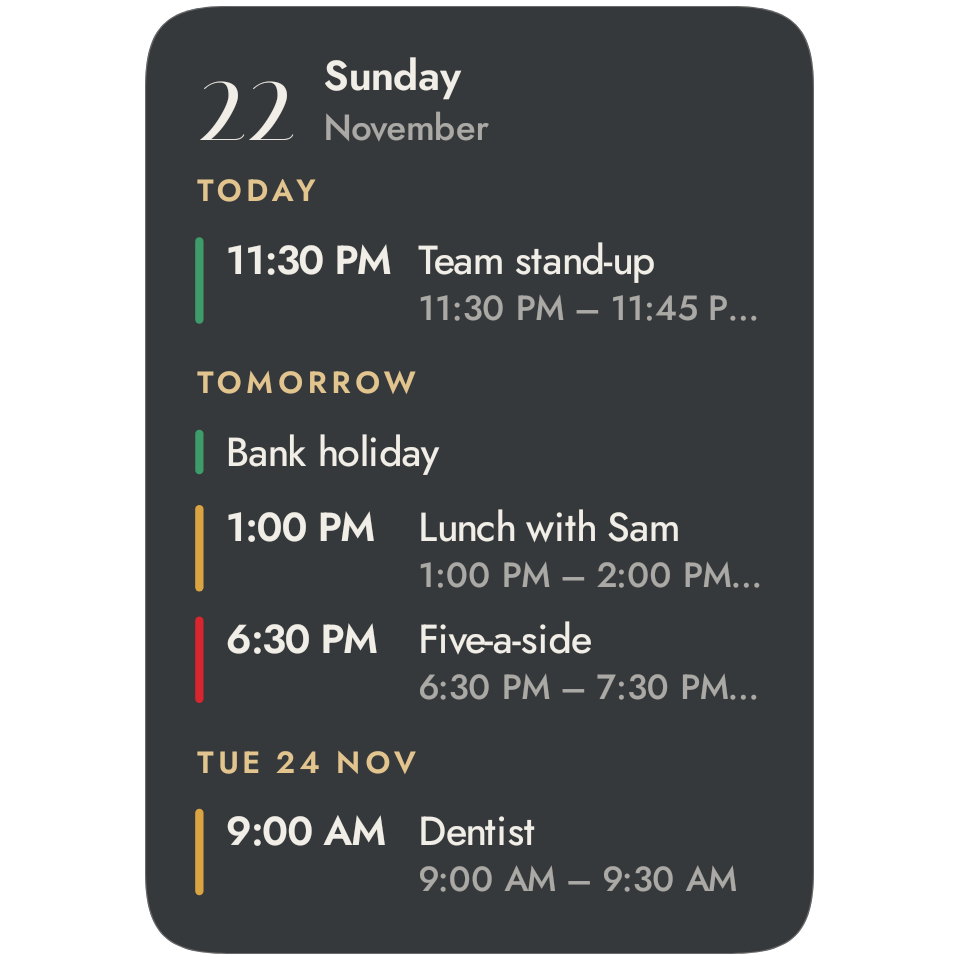 22 Sunday
November
TODAY
11:30 PM Team stand-up
11:30 PM – 11:45 P...
TOMORROW
Bank holiday
1:00 PM Lunch with Sam
1:00 PM – 2:00 PM...
6:30 PM Five-a-side
6:30 PM – 7:30 PM...
TUE 24 NOV
9:00 AM Dentist
9:00 AM – 9:30 AM